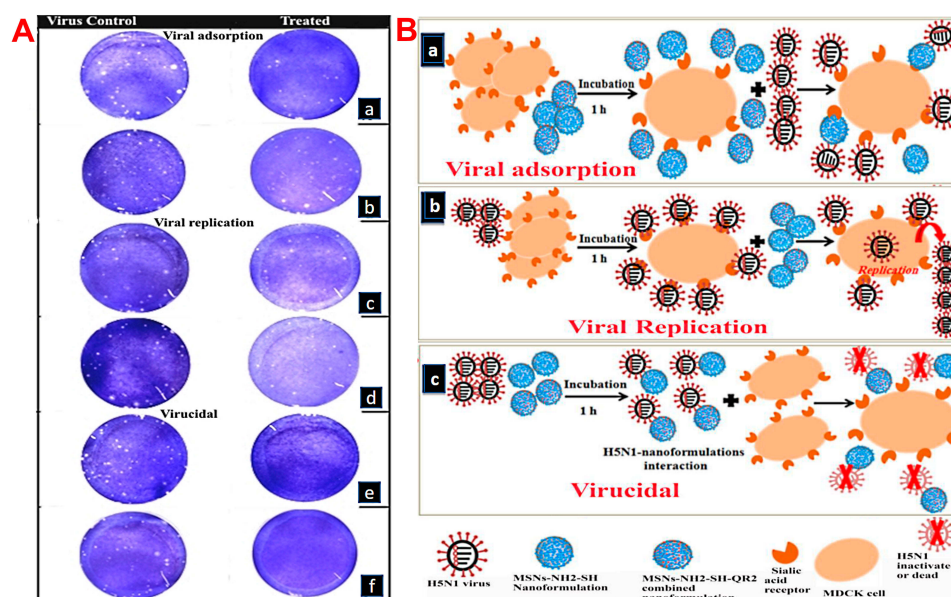 A
Virus Control
Treated
Viral adsorption
a
b
Viral replication
c
d
Virucidal
e
f
B
a
Incubation
1 h
Viral adsorption
b
Incubation
1 h
Replication
Viral Replication
c
Incubation
1 h
H5N1-nanoformulations
interaction
Virucidal
H5N1 virus
MSNs-NH2-SH
Nanoformulation
MSNs-NH2-SH-QR2
combined
nanoformulation
Sialic
acid
receptor
MDCK cell
H5N1
inactivate
or dead